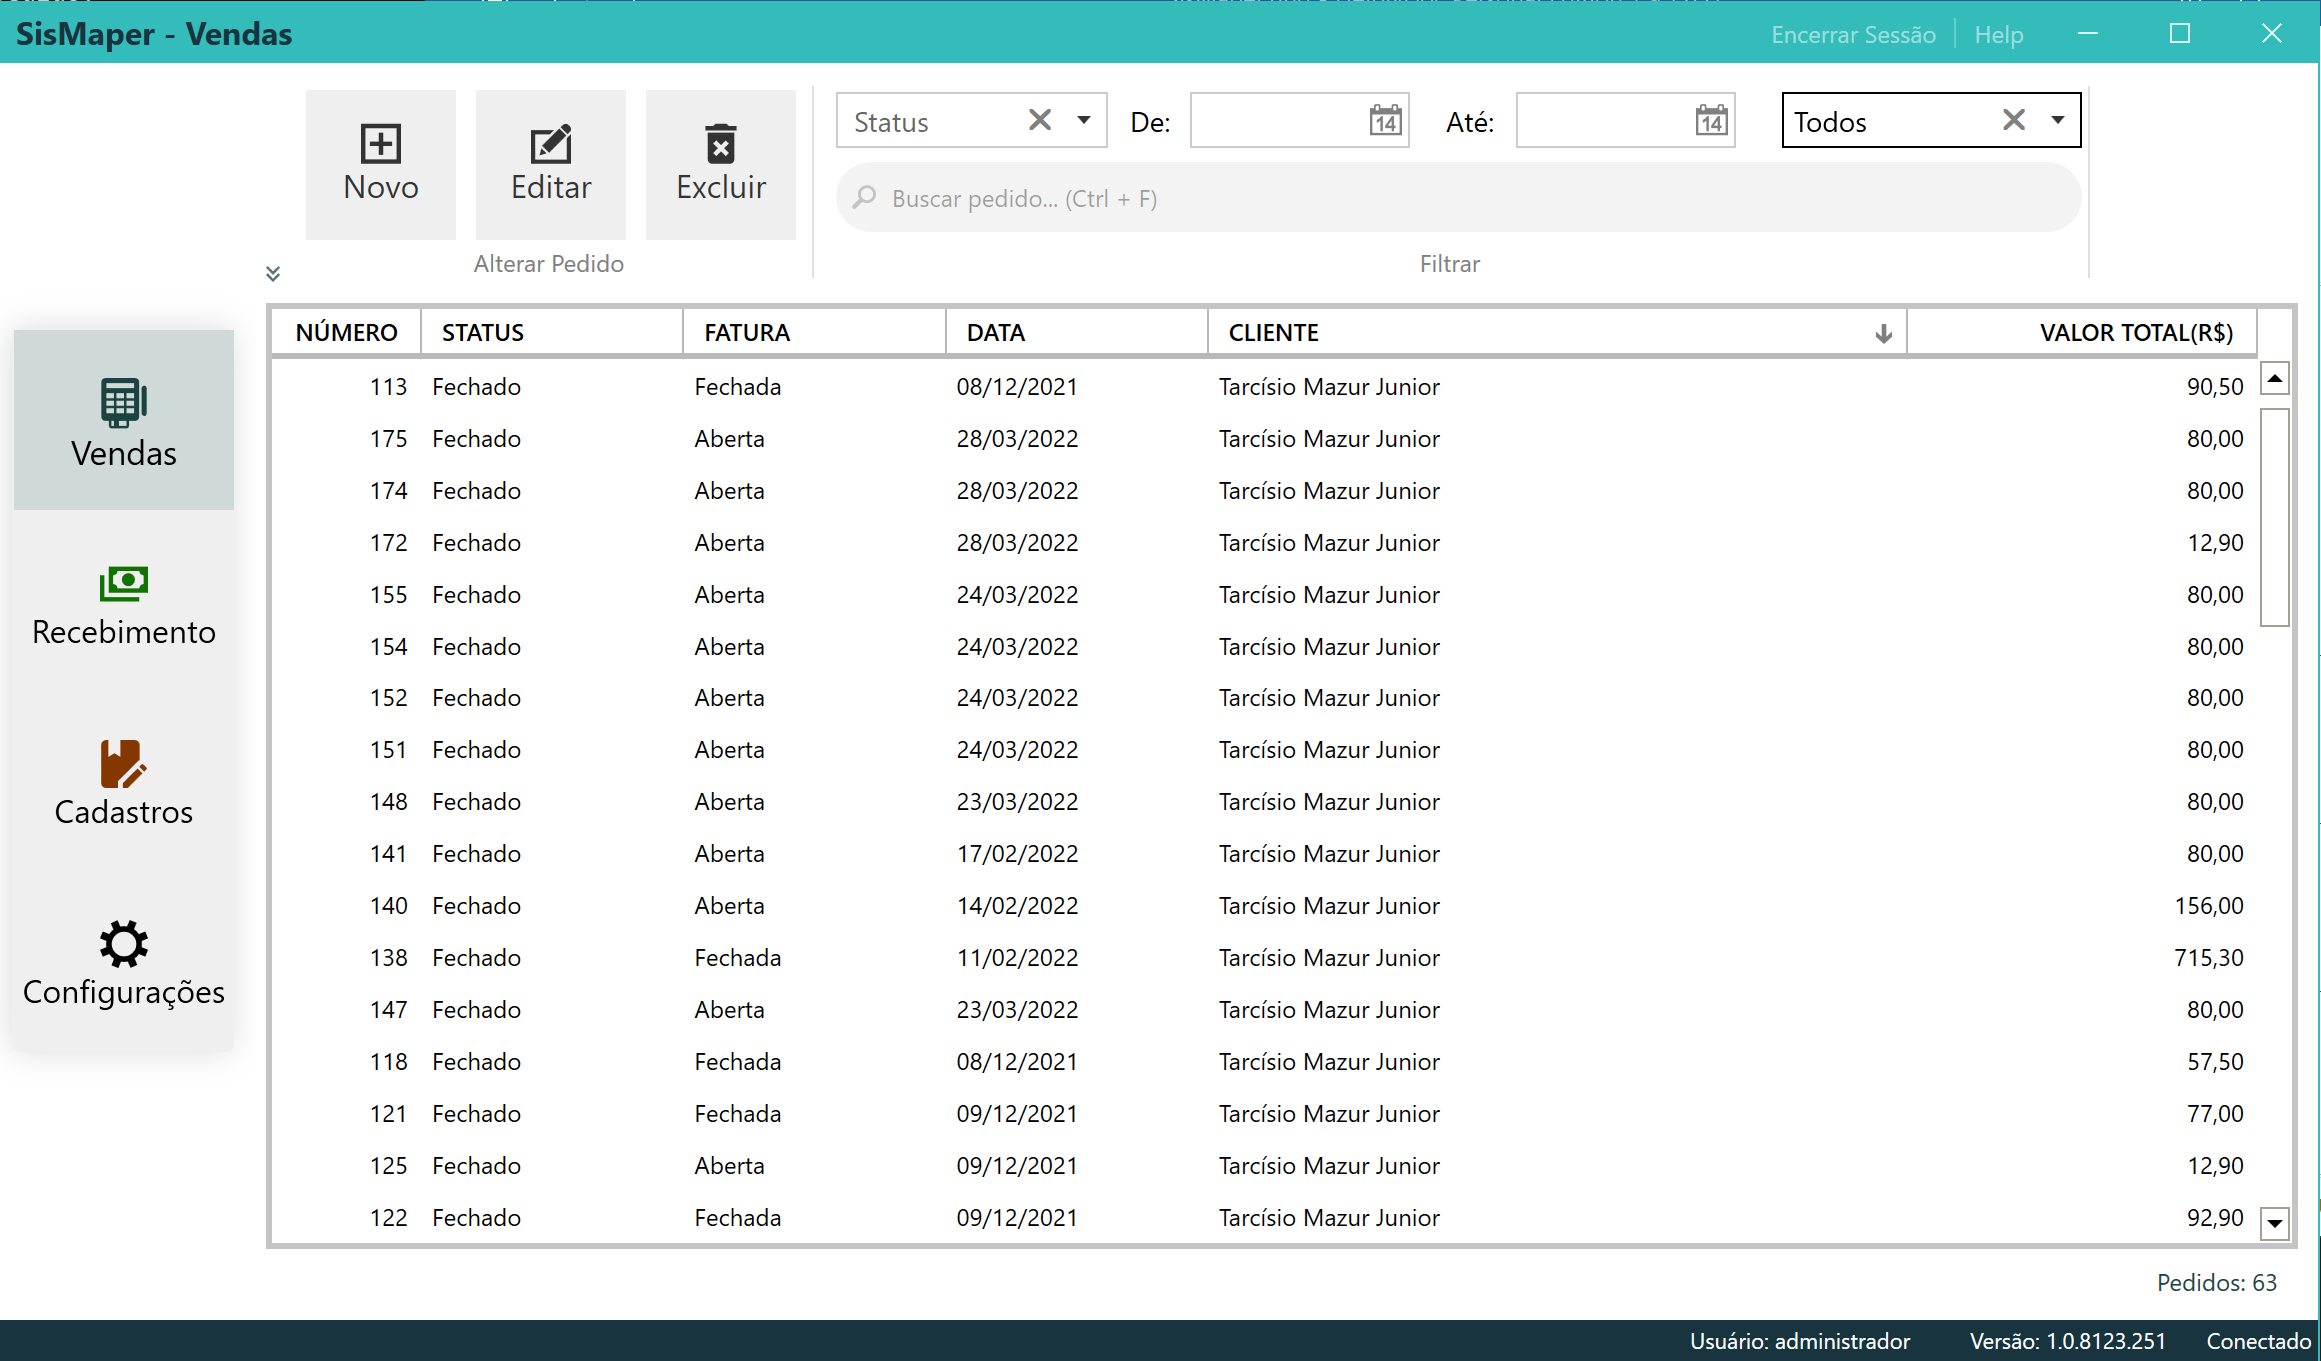 SisMaper - Vendas
Encerrar Sessão
Help
Novo
Editar
Excluir
Alterar Pedido
Status
De:
14
Até:
14
Todos
Buscar pedido... (Ctrl + F)
Filtrar
Vendas
Recebimento
Cadastros
Configurações
NÚMERO STATUS FATURA DATA CLIENTE VALOR TOTAL(R$)
113 Fechado Fechada 08/12/2021 Tarcísio Mazur Junior 90,50
175 Fechado Aberta 28/03/2022 Tarcísio Mazur Junior 80,00
174 Fechado Aberta 28/03/2022 Tarcísio Mazur Junior 80,00
172 Fechado Aberta 28/03/2022 Tarcísio Mazur Junior 12,90
155 Fechado Aberta 24/03/2022 Tarcísio Mazur Junior 80,00
154 Fechado Aberta 24/03/2022 Tarcísio Mazur Junior 80,00
152 Fechado Aberta 24/03/2022 Tarcísio Mazur Junior 80,00
151 Fechado Aberta 24/03/2022 Tarcísio Mazur Junior 80,00
148 Fechado Aberta 23/03/2022 Tarcísio Mazur Junior 80,00
141 Fechado Aberta 17/02/2022 Tarcísio Mazur Junior 80,00
140 Fechado Aberta 14/02/2022 Tarcísio Mazur Junior 156,00
138 Fechado Fechada 11/02/2022 Tarcísio Mazur Junior 715,30
147 Fechado Aberta 23/03/2022 Tarcísio Mazur Junior 80,00
118 Fechado Fechada 08/12/2021 Tarcísio Mazur Junior 57,50
121 Fechado Fechada 09/12/2021 Tarcísio Mazur Junior 77,00
125 Fechado Aberta 09/12/2021 Tarcísio Mazur Junior 12,90
122 Fechado Fechada 09/12/2021 Tarcísio Mazur Junior 92,90
Pedidos: 63
Usuário: administrador
Versão: 1.0.8123.251
Conectado